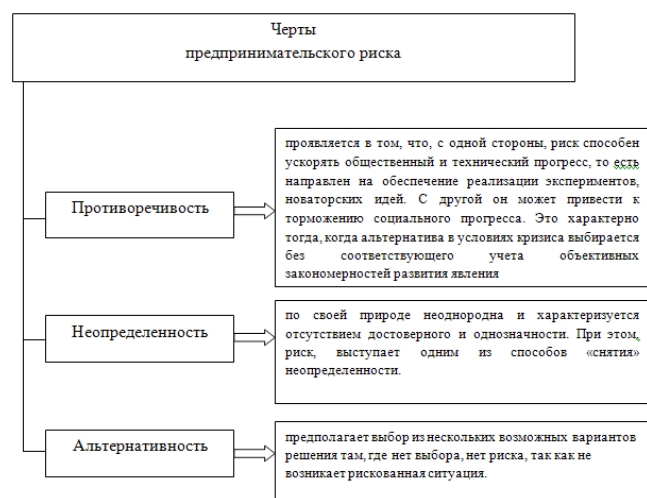 Черты
предпринимательского риска
Противоречивость
проявляется в том, что, с одной стороны, риск способен
ускорять общественный и технический прогресс, то есть
направлен на обеспечение реализации экспериментов,
новаторских идей. С другой он может привести к
торможению социального прогресса. Это характерно
тогда, когда альтернатива в условиях кризиса выбирается
без соответствующего учета объективных
закономерностей развития явления
Неопределенность
по своей природе неоднородна и характеризуется
отсутствием достоверного и однозначности. При этом,
риск, выступает одним из способов «снятия»
неопределенности.
Альтернативность
предполагает выбор из нескольких возможных вариантов
решения там, где нет выбора, нет риска, так как не
возникает рискованная ситуация.